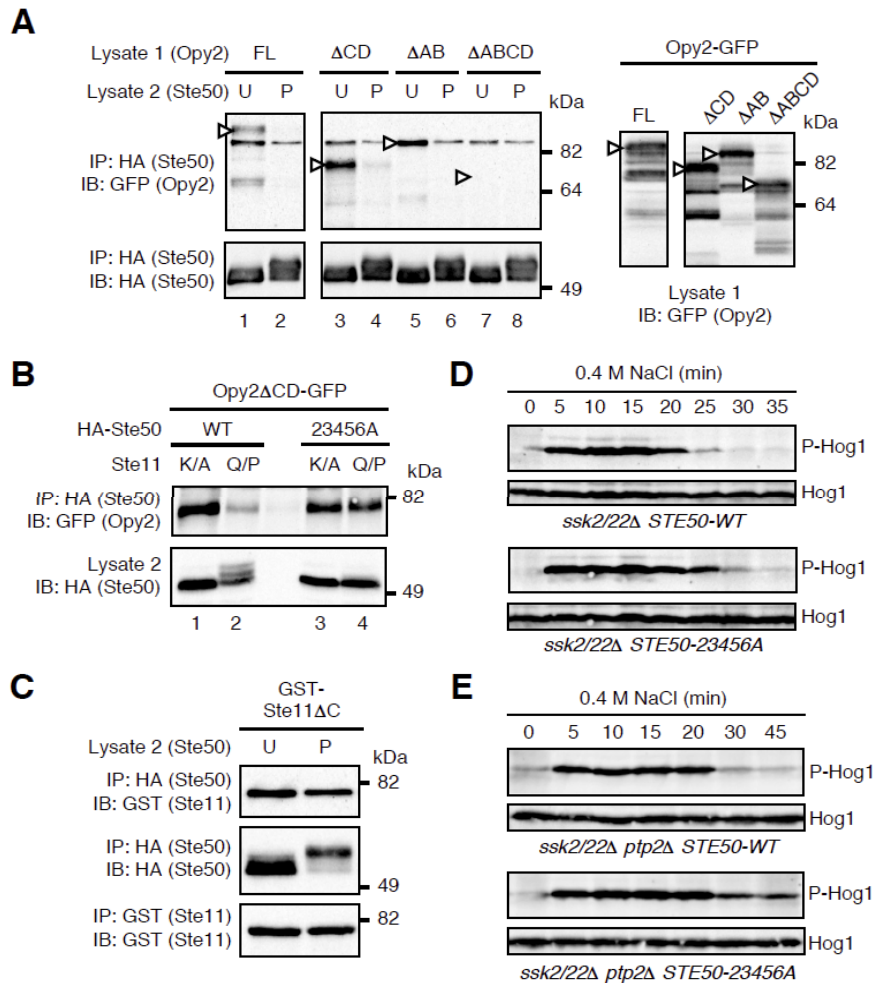 A
Lysate 1 (Opy2) FL ΔCD ΔAB ΔABCD
Lysate 2 (Ste50) U P U P U P U P
kDa
IP: HA (Ste50)
IB: GFP (Opy2)
82
64
IP: HA (Ste50)
IB: HA (Ste50)
49
1 2 3 4 5 6 7 8
Opy2-GFP
FL ΔCD ΔAB ΔABCD
kDa
82
64
Lysate 1
IB: GFP (Opy2)
B
Opy2ΔCD-GFP
HA-Ste50 WT 23456A
Ste11 K/A Q/P K/A Q/P
kDa
IP: HA (Ste50)
IB: GFP (Opy2)
82
Lysate 2
IB: HA (Ste50)
49
1 2 3 4
C
GST-
Ste11ΔC
Lysate 2 (Ste50) U P
kDa
IP: HA (Ste50)
IB: GST (Ste11)
82
IP: HA (Ste50)
IB: HA (Ste50)
49
IP: GST (Ste11)
IB: GST (Ste11)
82
D
0.4 M NaCl (min)
0 5 10 15 20 25 30 35
P-Hog1
Hog1
ssk2/22Δ STE50-WT
P-Hog1
Hog1
ssk2/22Δ STE50-23456A
E
0.4 M NaCl (min)
0 5 10 15 20 30 45
P-Hog1
Hog1
ssk2/22Δ ptp2Δ STE50-WT
P-Hog1
Hog1
ssk2/22Δ ptp2Δ STE50-23456A